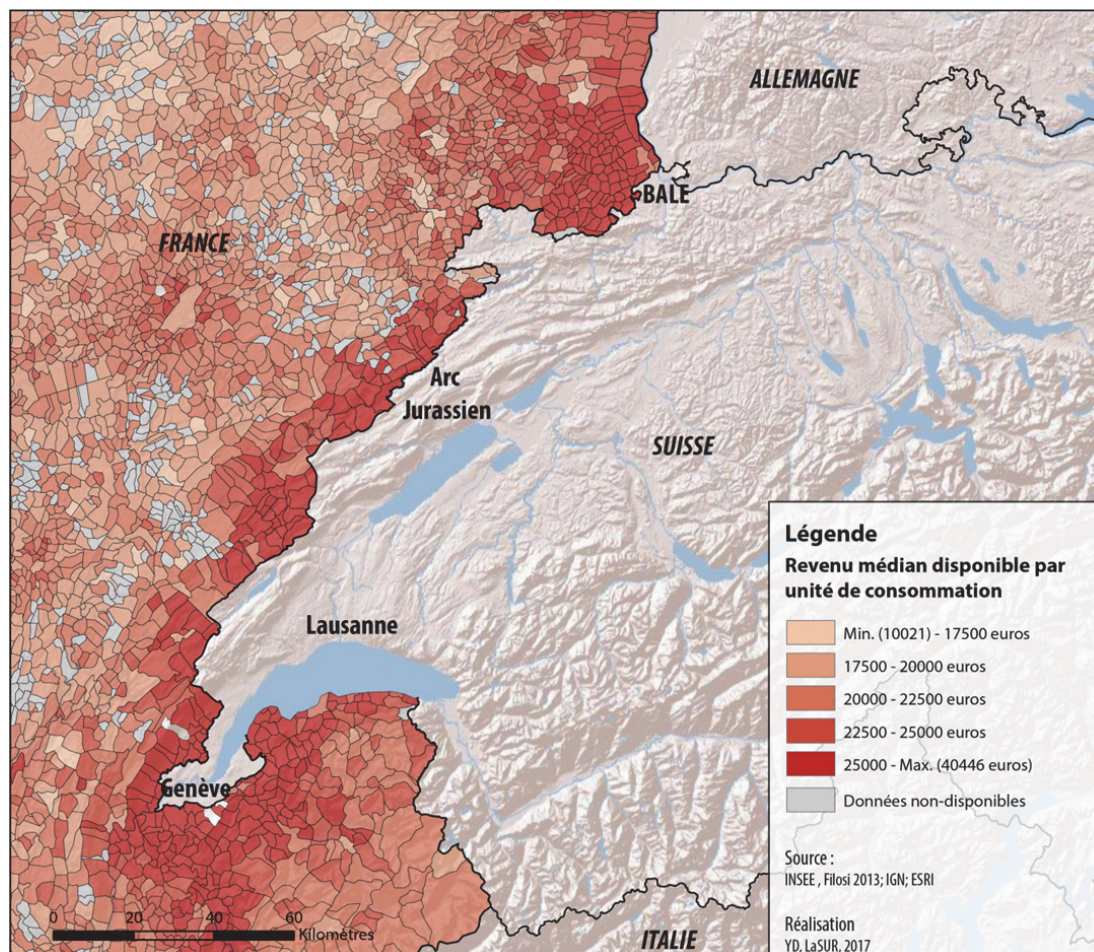 ALLEMAGNE
BALE
FRANCE
Arc
Jurassien
SUISSE
Lausanne
Genève
0 20 40 60
Kilomètres
ITALIE
Légende
Revenu médian disponible par
unité de consommation
Min. (10021) - 17500 euros
17500 - 20000 euros
20000 - 22500 euros
22500 - 25000 euros
25000 - Max. (40446 euros)
Données non-disponibles
Source :
INSEE , Filosi 2013; IGN; ESRI
Réalisation
YD, LaSUR, 2017